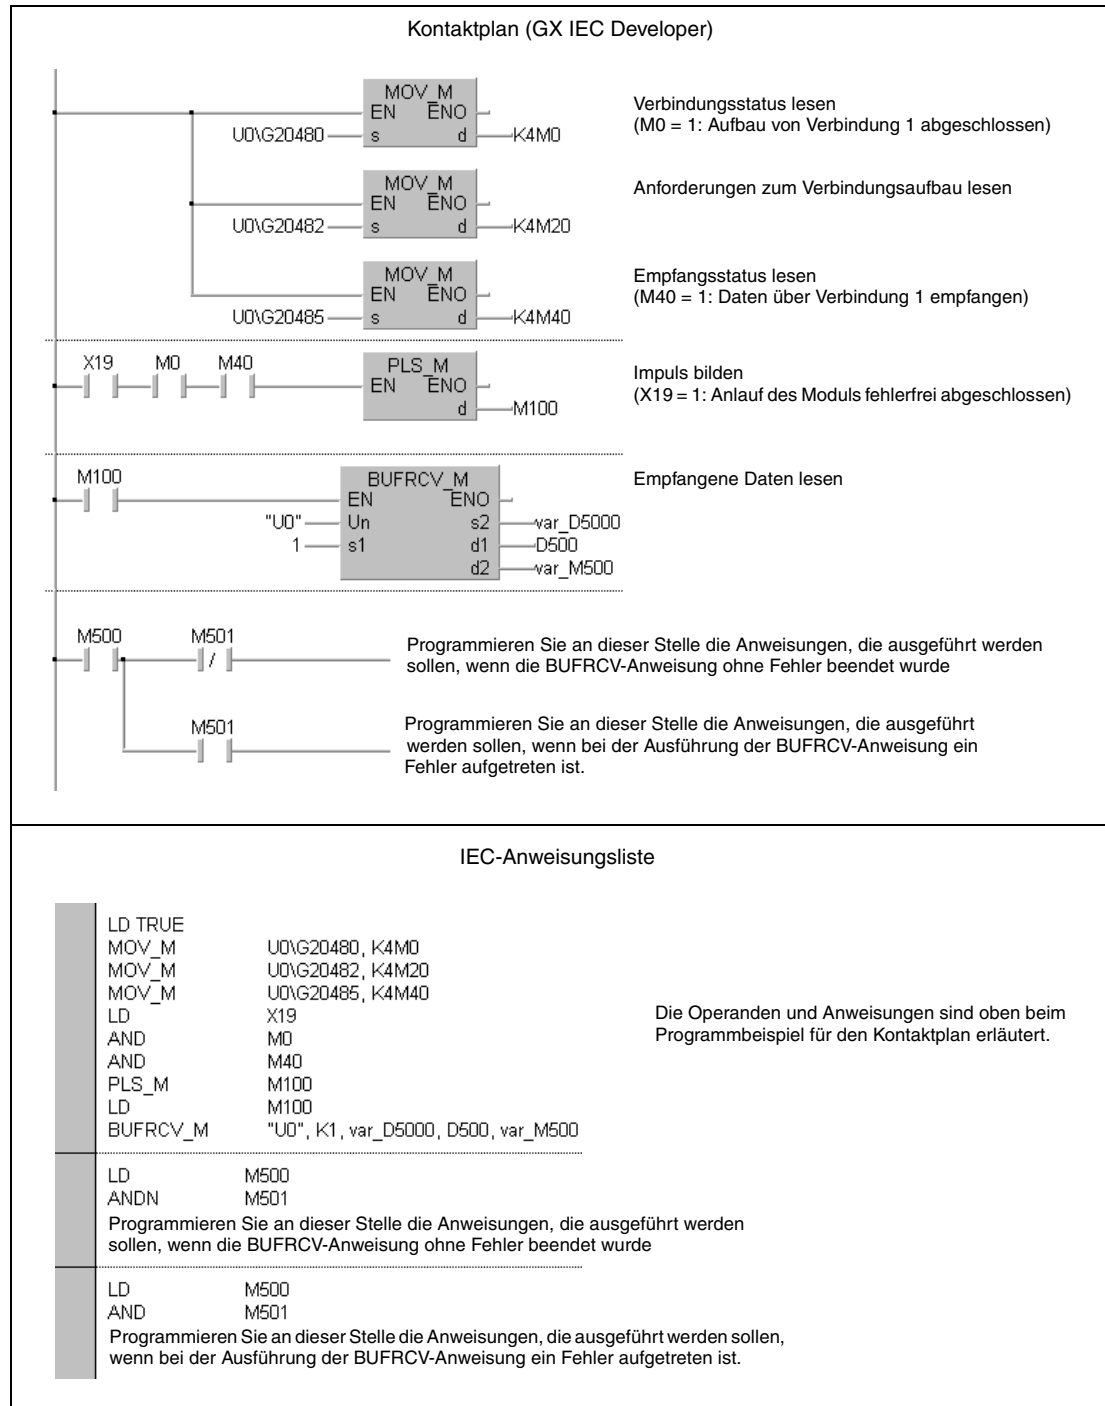 Kontaktplan (GX IEC Developer)
MOV_M
EN ENO
U0\G20480 s d K4M0
Verbindungsstatus lesen
(M0 = 1: Aufbau von Verbindung 1 abgeschlossen)
MOV_M
EN ENO
U0\G20482 s d K4M20
Anforderungen zum Verbindungsaufbau lesen
MOV_M
EN ENO
U0\G20485 s d K4M40
Empfangsstatus lesen
(M40 = 1: Daten über Verbindung 1 empfangen)
X19 M0 M40
PLS_M
EN ENO
d M100
Impuls bilden
(X19 = 1: Anlauf des Moduls fehlerfrei abgeschlossen)
M100
BUFRCV_M
EN ENO
"U0" Un s2 var_D5000
1 s1 d1 D500
d2 var_M500
Empfangene Daten lesen
M500 M501
/
Programmieren Sie an dieser Stelle die Anweisungen, die ausgeführt werden
sollen, wenn die BUFRCV-Anweisung ohne Fehler beendet wurde
M501
Programmieren Sie an dieser Stelle die Anweisungen, die ausgeführt
werden sollen, wenn bei der Ausführung der BUFRCV-Anweisung ein
Fehler aufgetreten ist.
IEC-Anweisungsliste
LD TRUE
MOV_M U0\G20480, K4M0
MOV_M U0\G20482, K4M20
MOV_M U0\G20485, K4M40
LD X19
AND M0
AND M40
PLS_M M100
LD M100
BUFRCV_M "U0", K1, var_D5000, D500, var_M500
Die Operanden und Anweisungen sind oben beim
Programmbeispiel für den Kontaktplan erläutert.
LD M500
ANDN M501
Programmieren Sie an dieser Stelle die Anweisungen, die ausgeführt werden
sollen, wenn die BUFRCV-Anweisung ohne Fehler beendet wurde
LD M500
AND M501
Programmieren Sie an dieser Stelle die Anweisungen, die ausgeführt werden sollen,
wenn bei der Ausführung der BUFRCV-Anweisung ein Fehler aufgetreten ist.